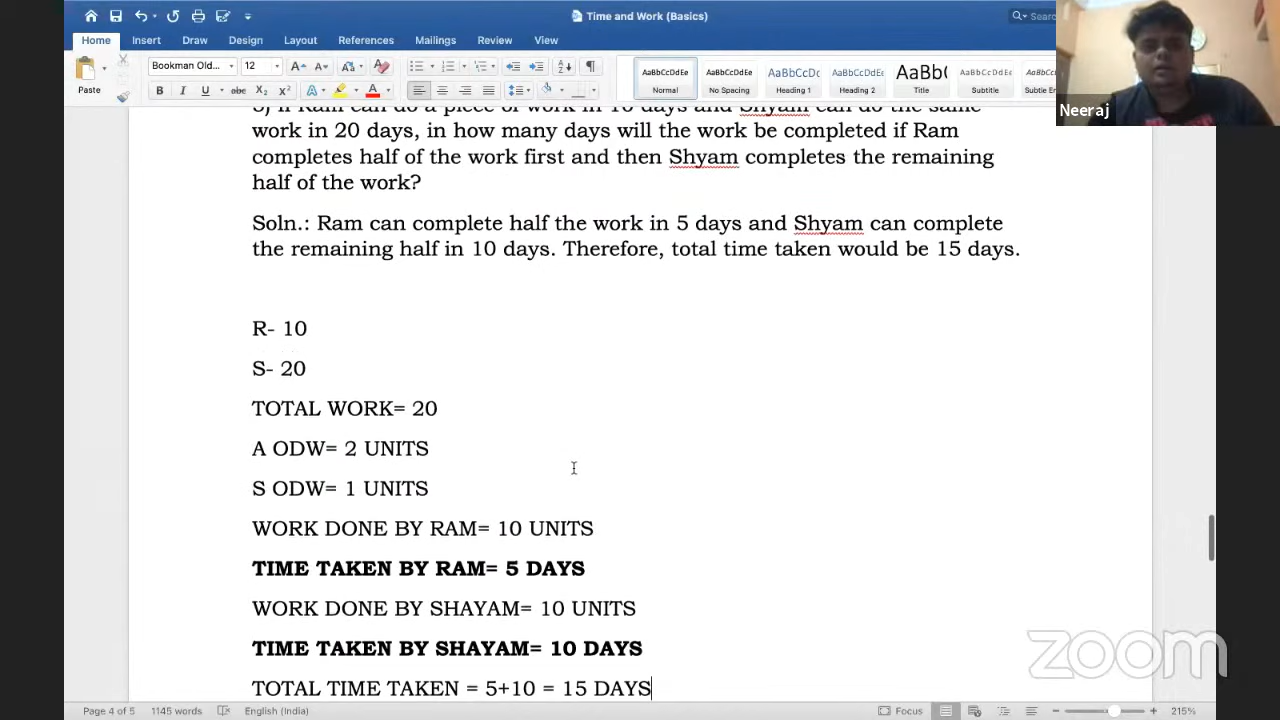 Time and Work (Basics)
Home Insert Draw Design Layout References Mailings Review View
Bookman Old... 12
Paste
AaBbCcDdEe AaBbCcDdEe AaBbCcDc AaBbCcDdEe AaBb( AaBbCcDdEe
Normal No Spacing Heading 1 Heading 2 Title Subtitle
Neeraj
work in 20 days, in how many days will the work be completed if Ram
completes half of the work first and then Shyam completes the remaining
half of the work?
Soln.: Ram can complete half the work in 5 days and Shyam can complete
the remaining half in 10 days. Therefore, total time taken would be 15 days.
R- 10
S- 20
TOTAL WORK= 20
A ODW= 2 UNITS
S ODW= 1 UNITS
WORK DONE BY RAM= 10 UNITS
TIME TAKEN BY RAM= 5 DAYS
WORK DONE BY SHAYAM= 10 UNITS
TIME TAKEN BY SHAYAM= 10 DAYS
TOTAL TIME TAKEN = 5+10 = 15 DAYS
zoom
Page 4 of 5 1145 words English (India) Focus 215%